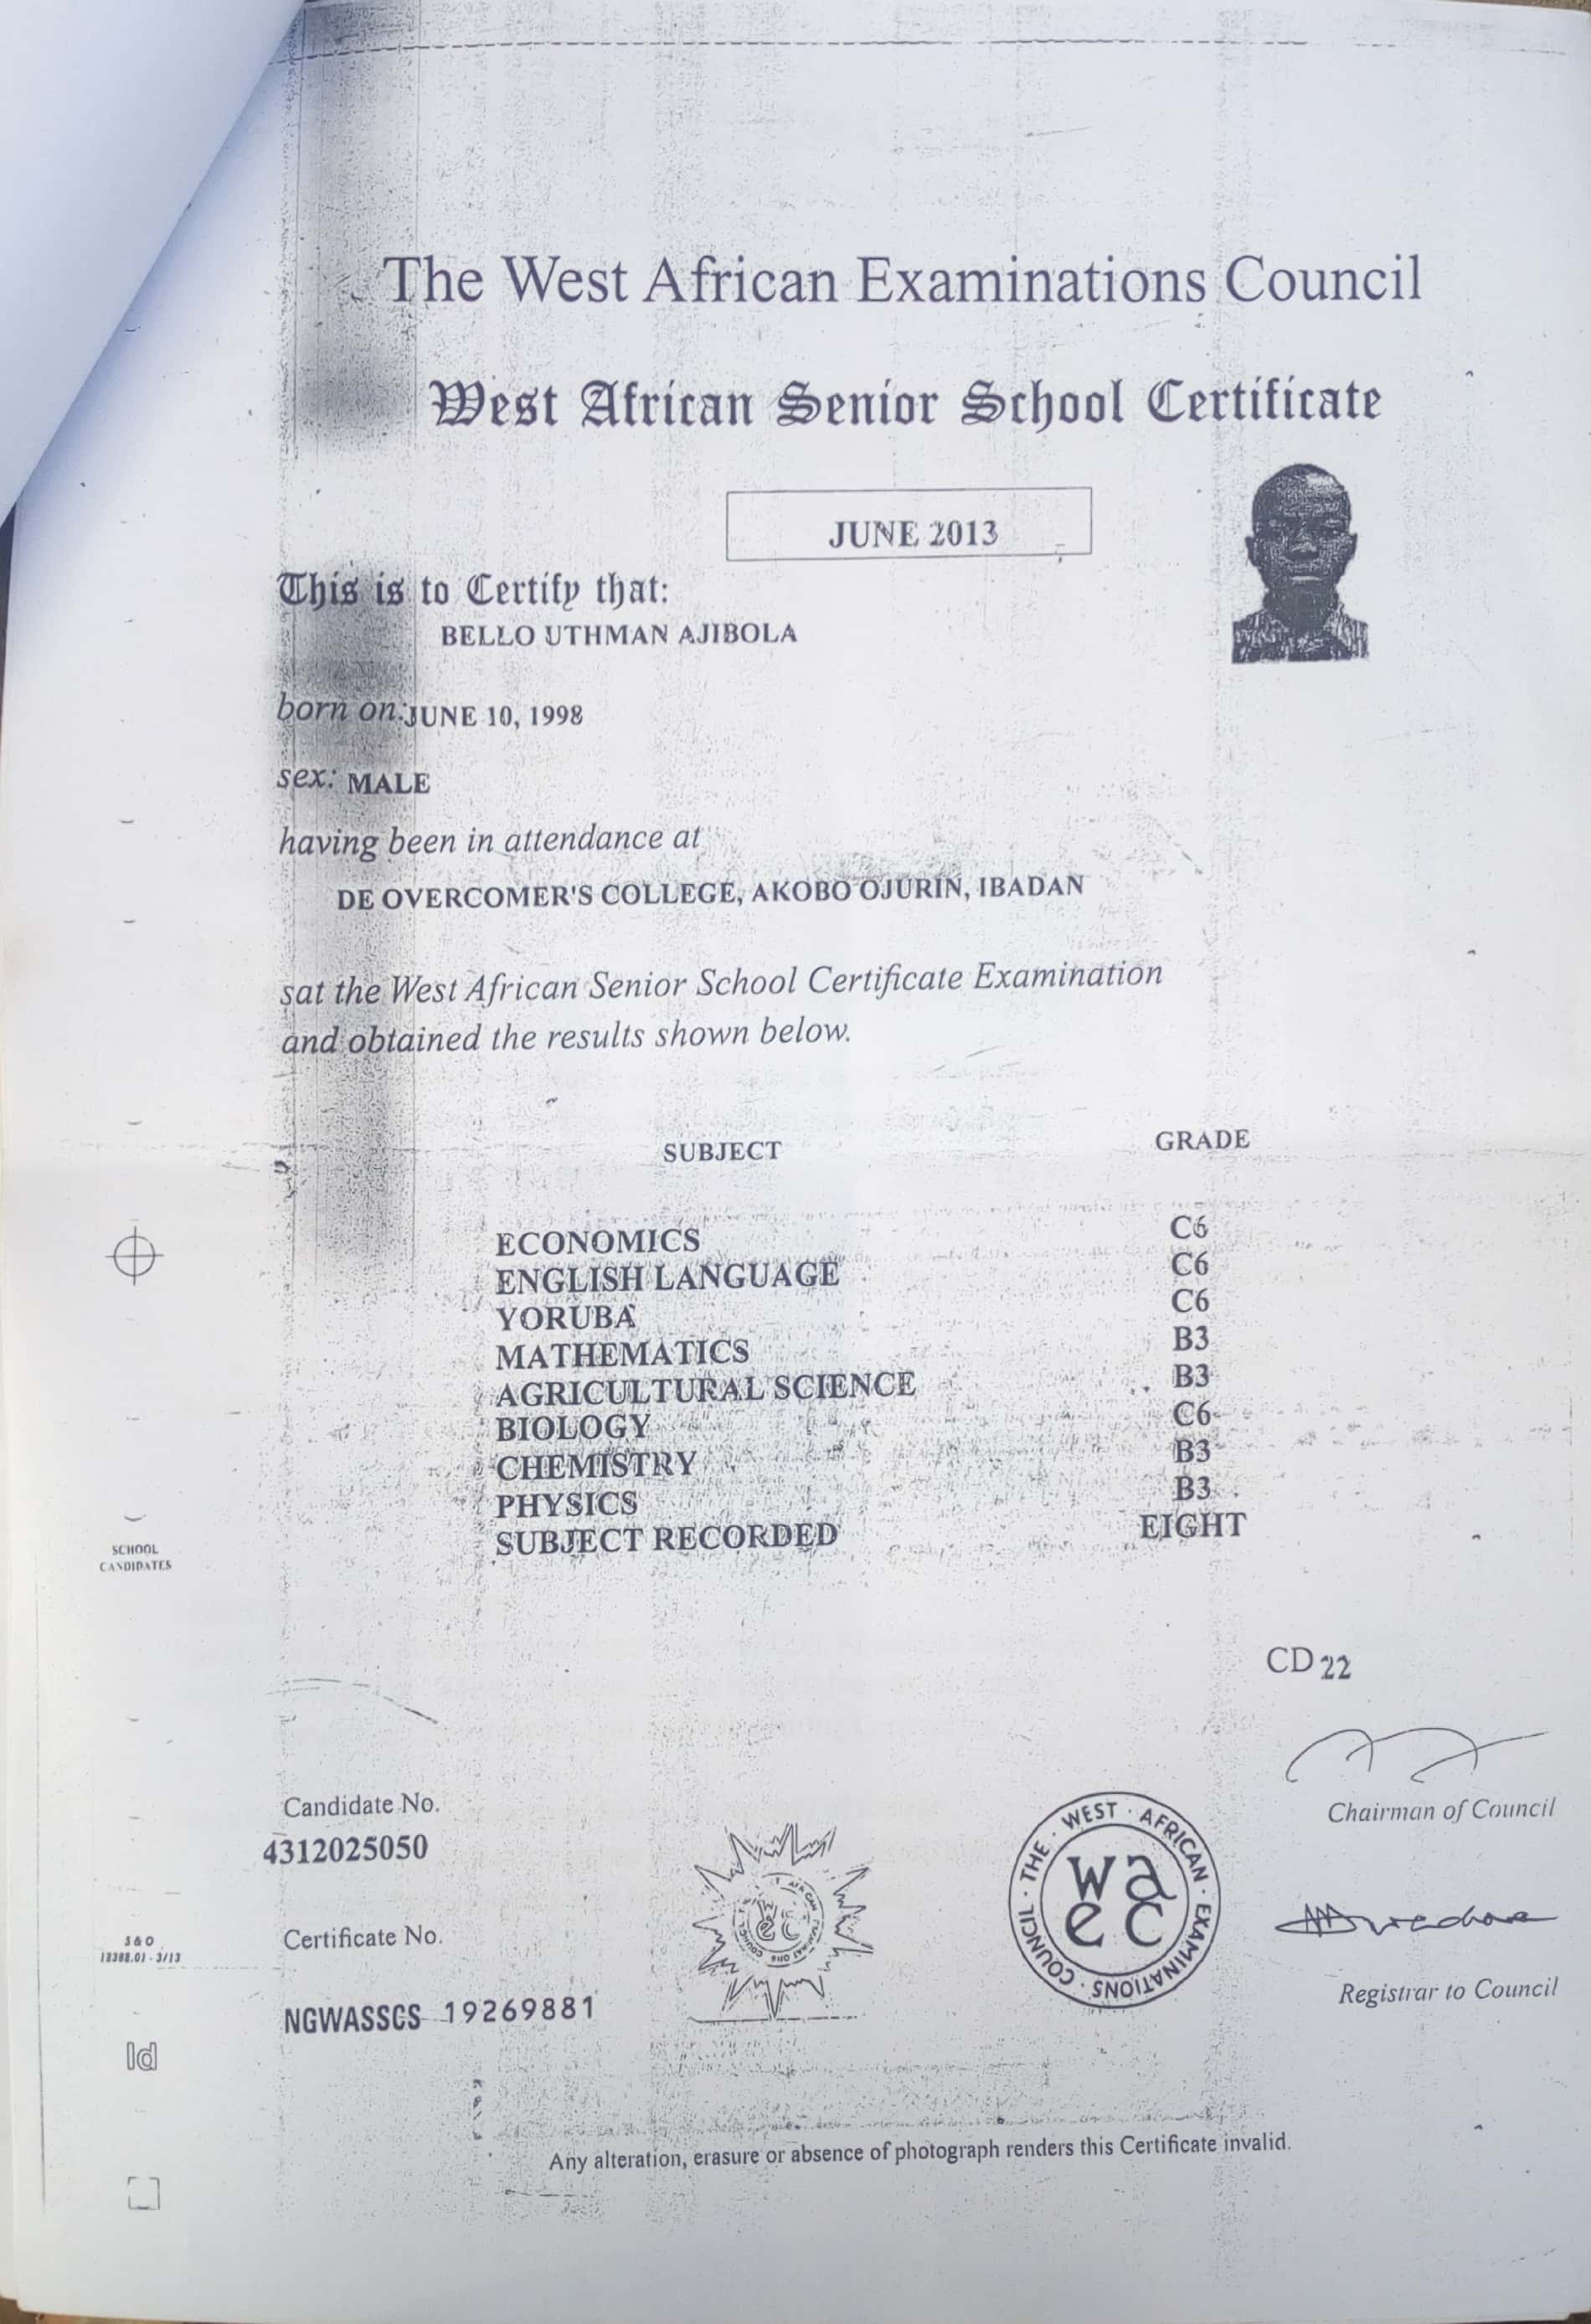 The West African Examinations Council
West African Senior School Certificate
JUNE 2013
This is to Certify that:
BELLO UTHMAN AJIBOLA
born on: JUNE 10, 1998
sex: MALE
having been in attendance at
DE OVERCOMER'S COLLEGE, AKOBO OJURIN, IBADAN
sat the West African Senior School Certificate Examination
and obtained the results shown below.
SUBJECT GRADE
ECONOMICS C6
ENGLISH LANGUAGE C6
YORUBA C6
MATHEMATICS B3
AGRICULTURAL SCIENCE B3
BIOLOGY C6
CHEMISTRY B3
PHYSICS B3
SUBJECT RECORDED EIGHT
SCHOOL
CANDIDATES
CD 22
Chairman of Council
Candidate No.
4312025050
THE · WEST · AFRICAN · EXAMINATIONS · COUNCIL
waec
Certificate No.
NGWASSCS 19269881
Registrar to Council
J & O
18388.01 - 3/13
Id
Any alteration, erasure or absence of photograph renders this Certificate invalid.